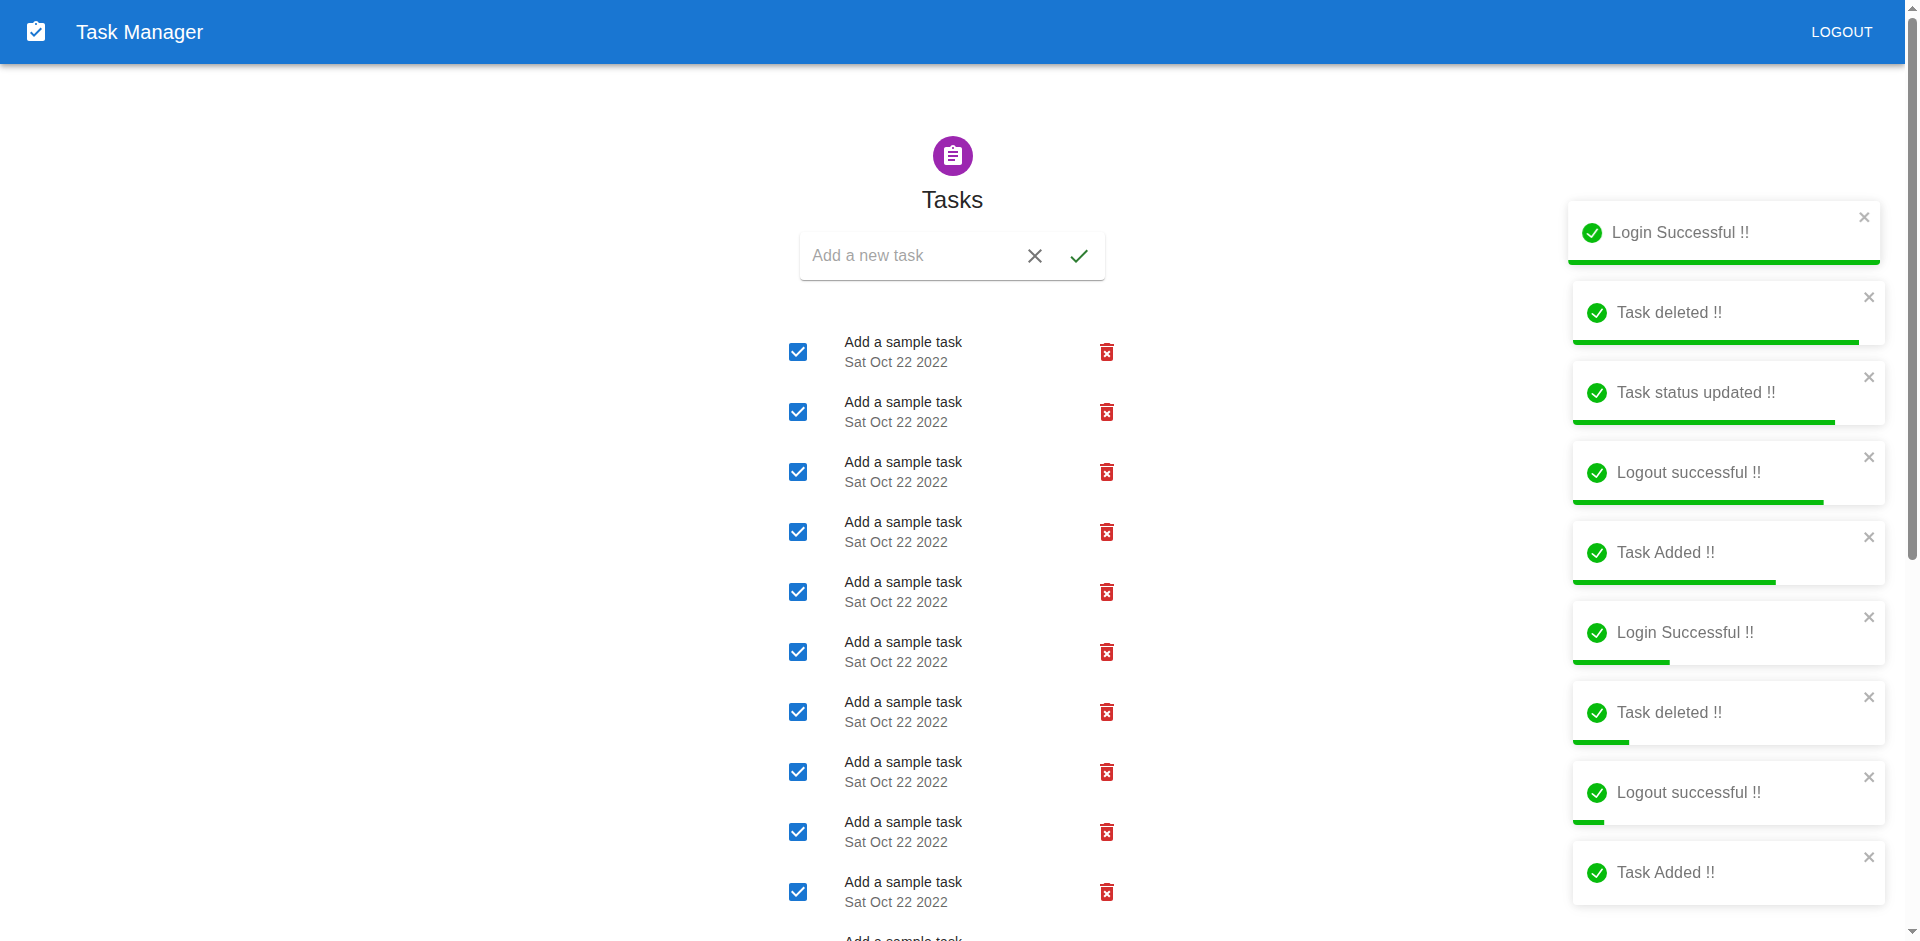 Task Manager
LOGOUT
Tasks
Add a new task
Add a sample task
Sat Oct 22 2022
Add a sample task
Sat Oct 22 2022
Add a sample task
Sat Oct 22 2022
Add a sample task
Sat Oct 22 2022
Add a sample task
Sat Oct 22 2022
Add a sample task
Sat Oct 22 2022
Add a sample task
Sat Oct 22 2022
Add a sample task
Sat Oct 22 2022
Add a sample task
Sat Oct 22 2022
Add a sample task
Sat Oct 22 2022
Add a sample task
Login Successful !!
Task deleted !!
Task status updated !!
Logout successful !!
Task Added !!
Login Successful !!
Task deleted !!
Logout successful !!
Task Added !!